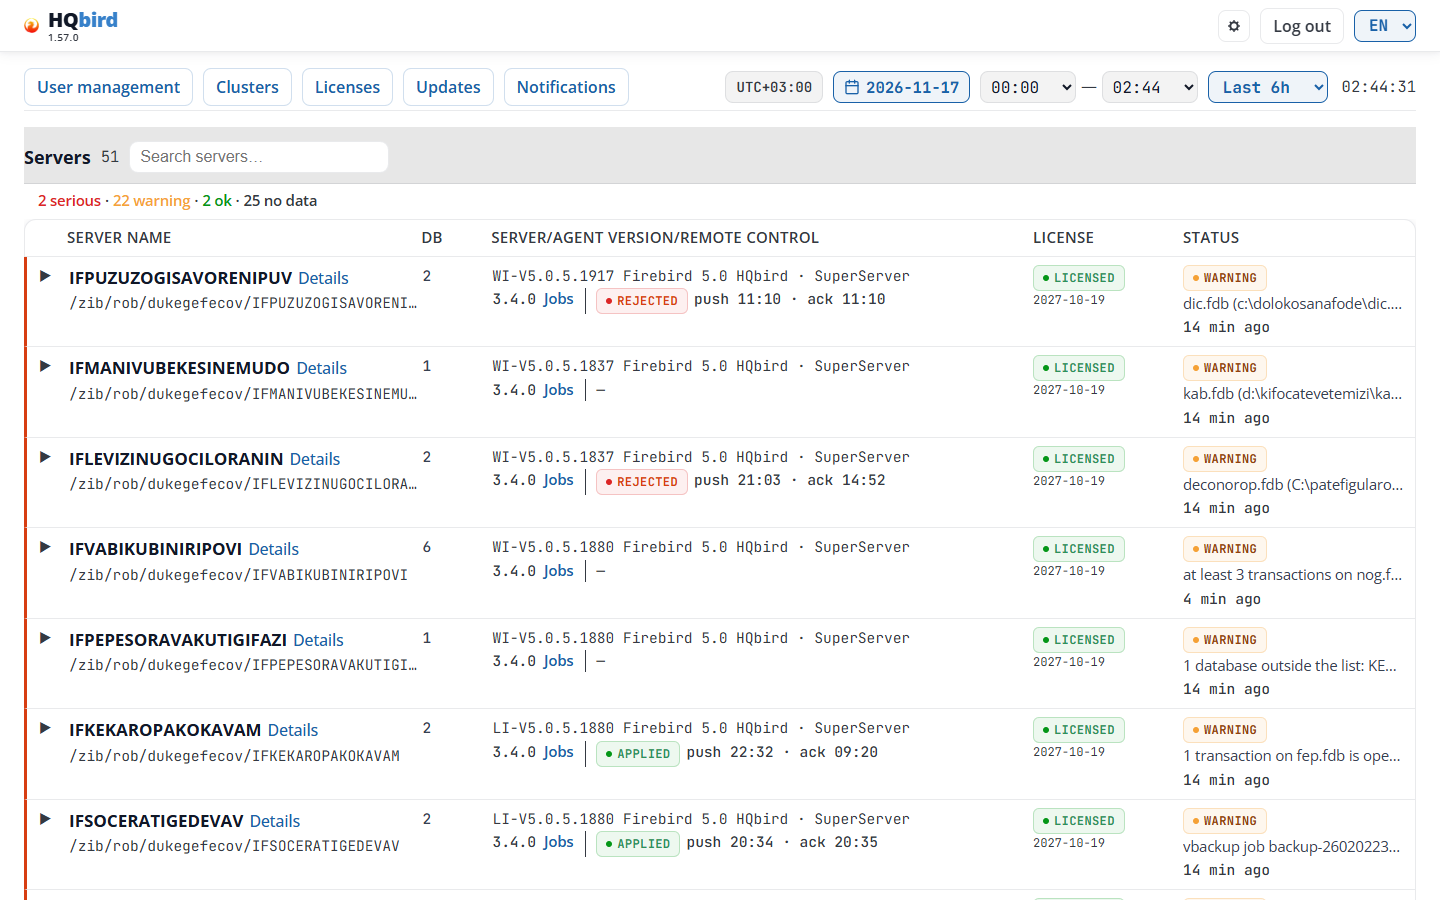 HQbird
1.57.0
Log out
EN
User management
Clusters
Licenses
Updates
Notifications
UTC+03:00
2026-11-17
00:00
—
02:44
Last 6h
02:44:31
Servers 51
Search servers...
2 serious · 22 warning · 2 ok · 25 no data
SERVER NAME DB SERVER/AGENT VERSION/REMOTE CONTROL LICENSE STATUS
IFPUZUZOGISAVORENIPUV Details 2 WI-V5.0.5.1917 Firebird 5.0 HQbird · SuperServer LICENSED WARNING
/zib/rob/dukegefecov/IFPUZUZOGISAVORENI… 3.4.0 Jobs REJECTED push 11:10 · ack 11:10 2027-10-19 dic.fdb (c:\dolokosanafode\dic.…
14 min ago
IFMANIVUBEKESINEMUDO Details 1 WI-V5.0.5.1837 Firebird 5.0 HQbird · SuperServer LICENSED WARNING
/zib/rob/dukegefecov/IFMANIVUBEKESINEMU… 3.4.0 Jobs — 2027-10-19 kab.fdb (d:\kifocatevetemizi\ka…
14 min ago
IFLEVIZINUGOCILORANIN Details 2 WI-V5.0.5.1837 Firebird 5.0 HQbird · SuperServer LICENSED WARNING
/zib/rob/dukegefecov/IFLEVIZINUGOCILORA… 3.4.0 Jobs REJECTED push 21:03 · ack 14:52 2027-10-19 deconorop.fdb (C:\patefigularo…
14 min ago
IFVABIKUBINIRIPOVI Details 6 WI-V5.0.5.1880 Firebird 5.0 HQbird · SuperServer LICENSED WARNING
/zib/rob/dukegefecov/IFVABIKUBINIRIPOVI 3.4.0 Jobs — 2027-10-19 at least 3 transactions on nog.f…
4 min ago
IFPEPESORAVAKUTIGIFAZI Details 1 WI-V5.0.5.1880 Firebird 5.0 HQbird · SuperServer LICENSED WARNING
/zib/rob/dukegefecov/IFPEPESORAVAKUTIGI… 3.4.0 Jobs — 2027-10-19 1 database outside the list: KE…
14 min ago
IFKEKAROPAKOKAVAM Details 2 LI-V5.0.5.1880 Firebird 5.0 HQbird · SuperServer LICENSED WARNING
/zib/rob/dukegefecov/IFKEKAROPAKOKAVAM 3.4.0 Jobs APPLIED push 22:32 · ack 09:20 2027-10-19 1 transaction on fep.fdb is ope…
14 min ago
IFSOCERATIGEDEVAV Details 2 LI-V5.0.5.1880 Firebird 5.0 HQbird · SuperServer LICENSED WARNING
/zib/rob/dukegefecov/IFSOCERATIGEDEVAV 3.4.0 Jobs APPLIED push 20:34 · ack 20:35 2027-10-19 vbackup job backup-26020223…
14 min ago